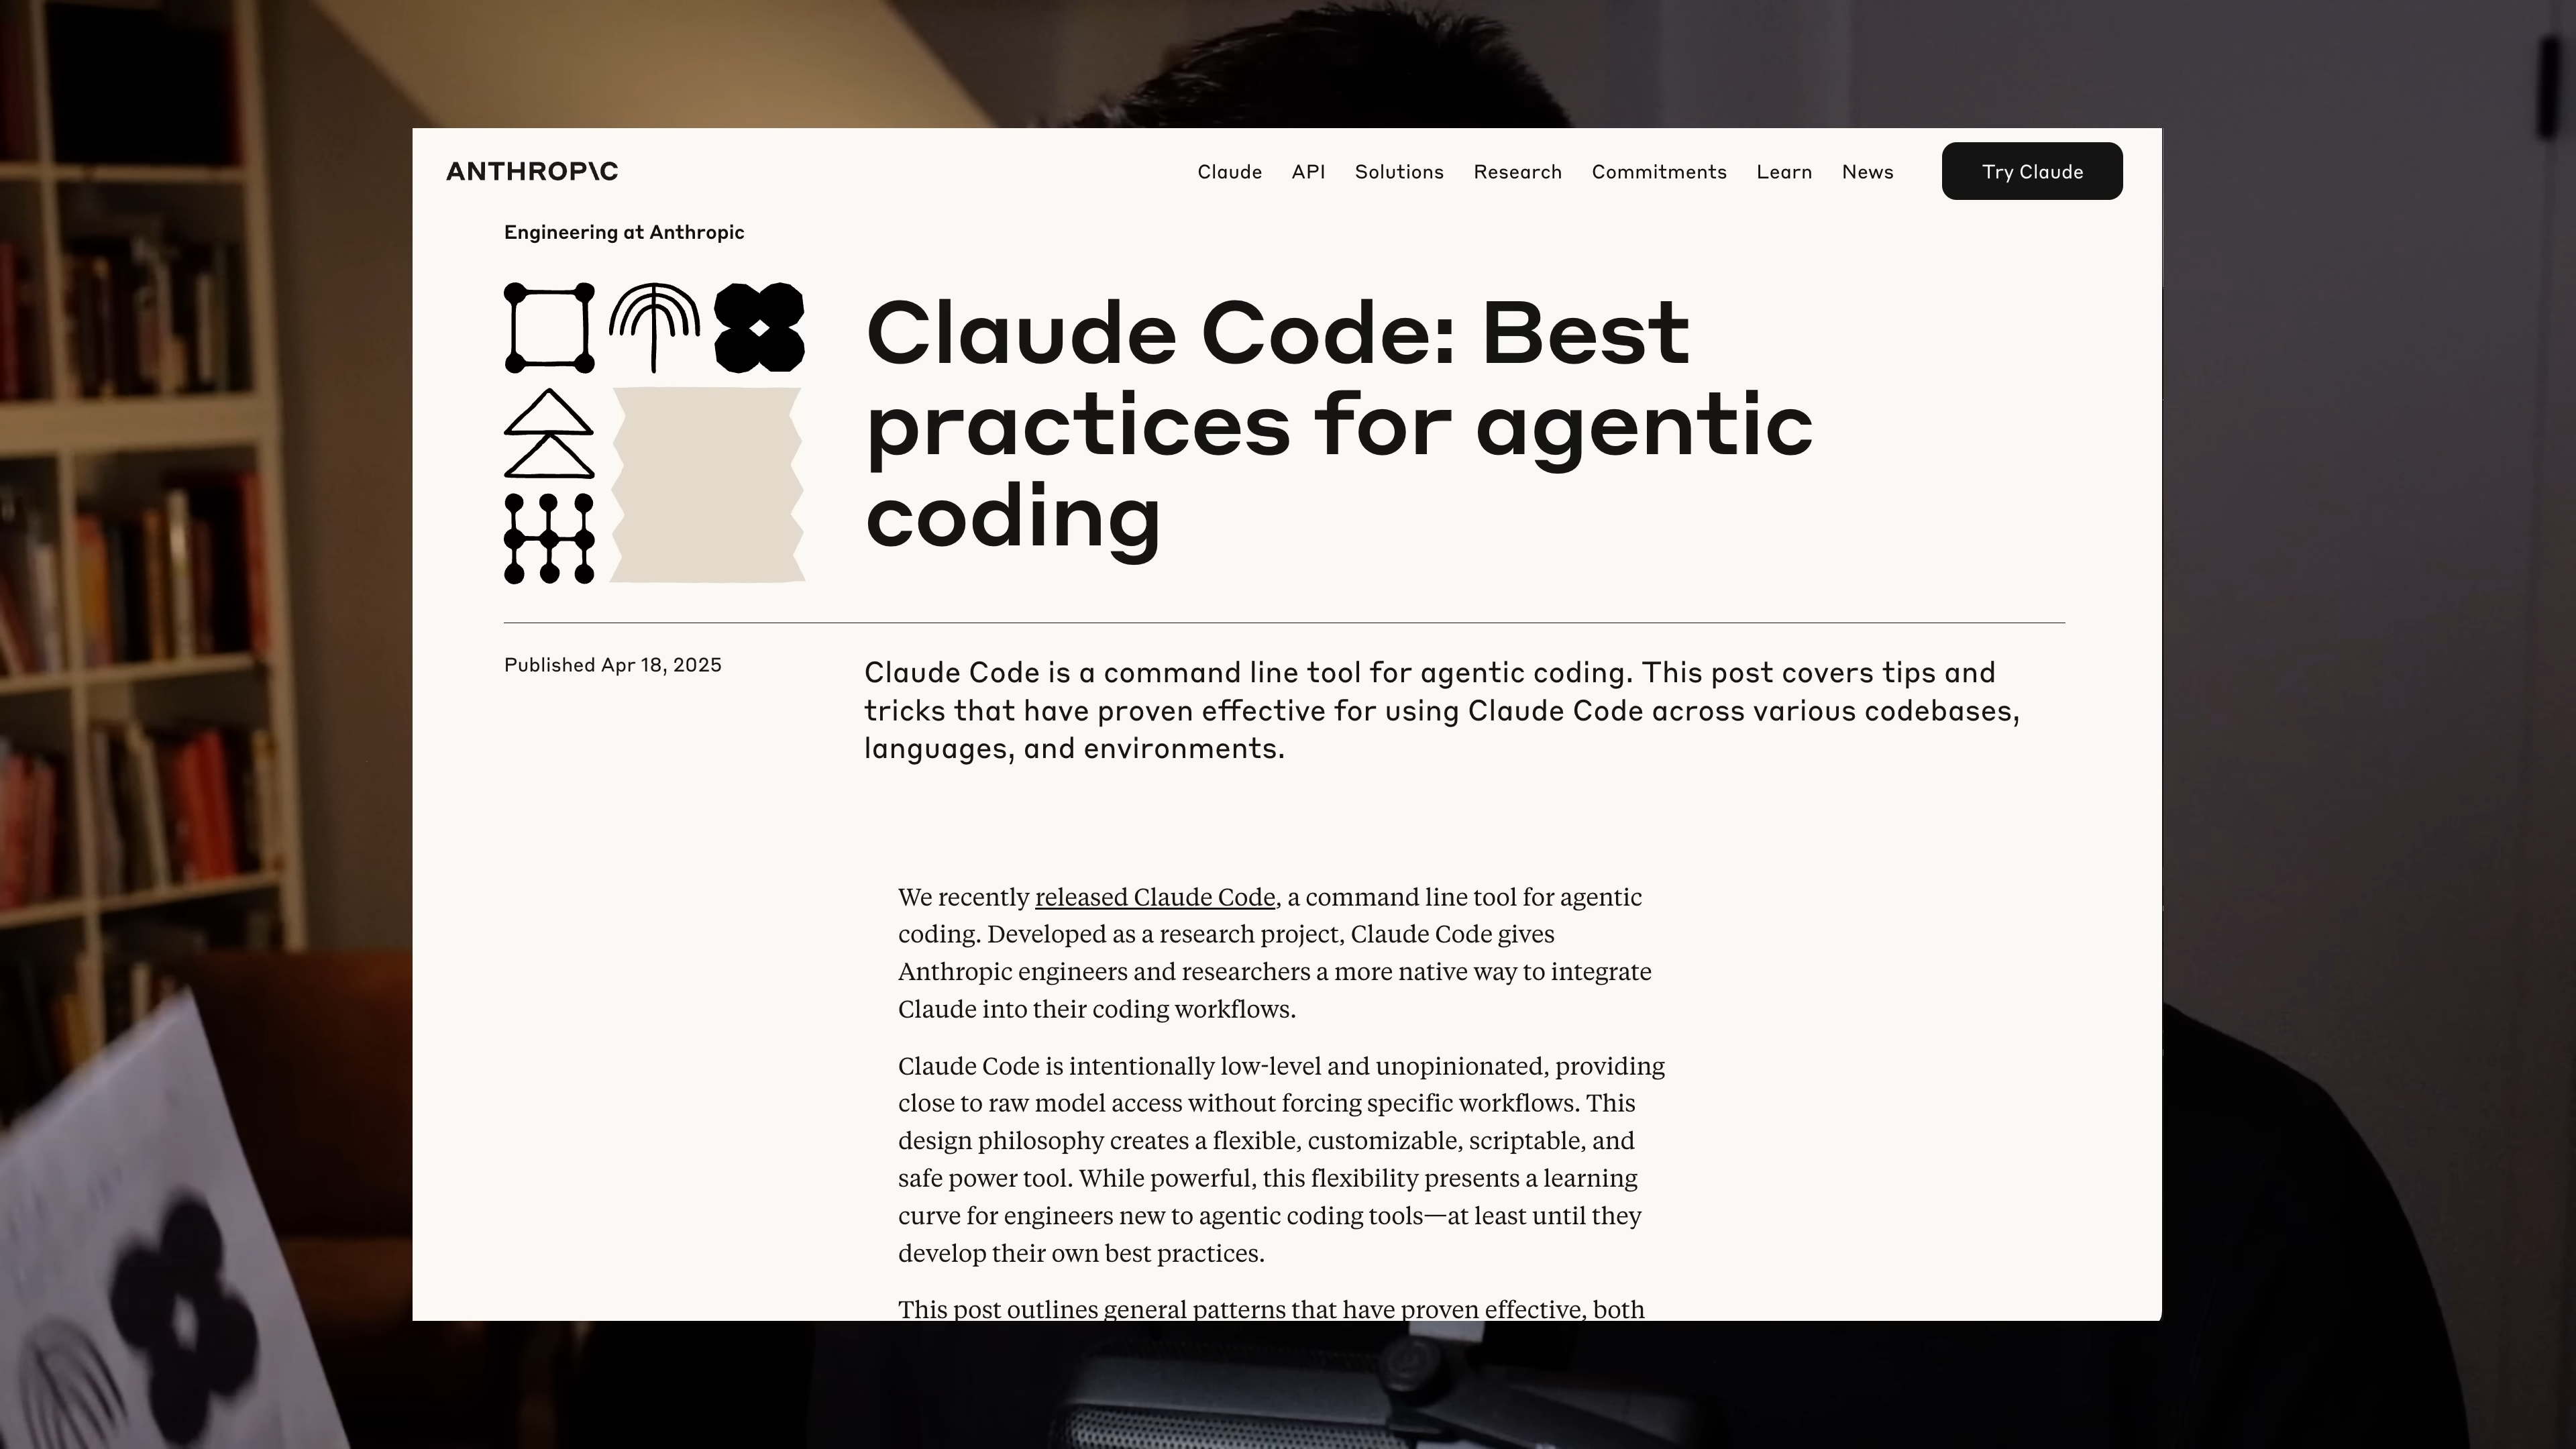 ANTHROP\C
Claude API Solutions Research Commitments Learn News Try Claude
Engineering at Anthropic
Claude Code: Best
practices for agentic
coding
Published Apr 18, 2025
Claude Code is a command line tool for agentic coding. This post covers tips and
tricks that have proven effective for using Claude Code across various codebases,
languages, and environments.
We recently released Claude Code, a command line tool for agentic
coding. Developed as a research project, Claude Code gives
Anthropic engineers and researchers a more native way to integrate
Claude into their coding workflows.
Claude Code is intentionally low-level and unopinionated, providing
close to raw model access without forcing specific workflows. This
design philosophy creates a flexible, customizable, scriptable, and
safe power tool. While powerful, this flexibility presents a learning
curve for engineers new to agentic coding tools—at least until they
develop their own best practices.
This post outlines general patterns that have proven effective, both